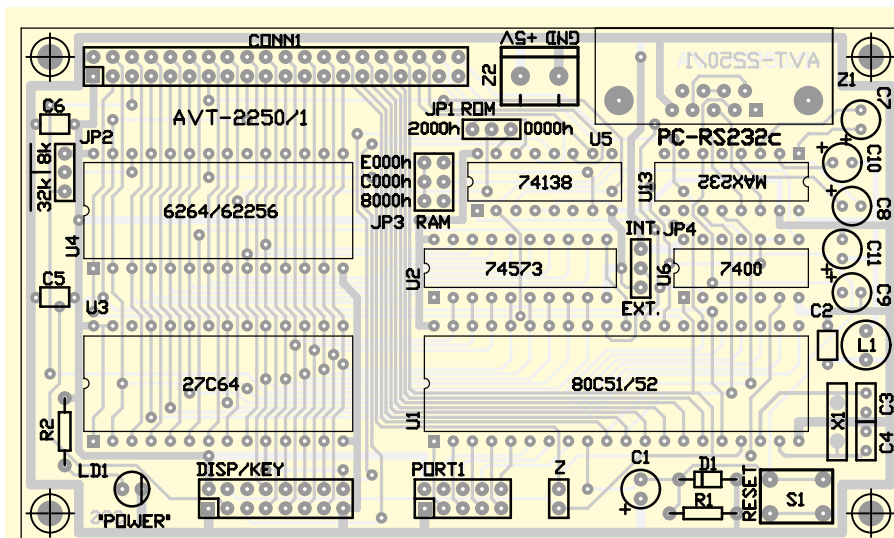 CONN1
+5V GND
Z2
AVT-2250/1
Z1
C7
C6
AVT-2250/1
JP1 ROM
2000h 0000h
U5
PC-RS232c
JP2
8k
32k
E000h
C000h
8000h
JP3 RAM
74138
U13
MAX232
C10
6264/62256
U4
C8
INT. JP4
U2
74573
U6
7400
C11
C5
U3
EXT.
C9
C2
L1
27C64
80C51/52
U1
X1
C3
C4
R2
LD1
"POWER"
DISP/KEY
PORT1
Z
C1
D1
R1
RESET
S1